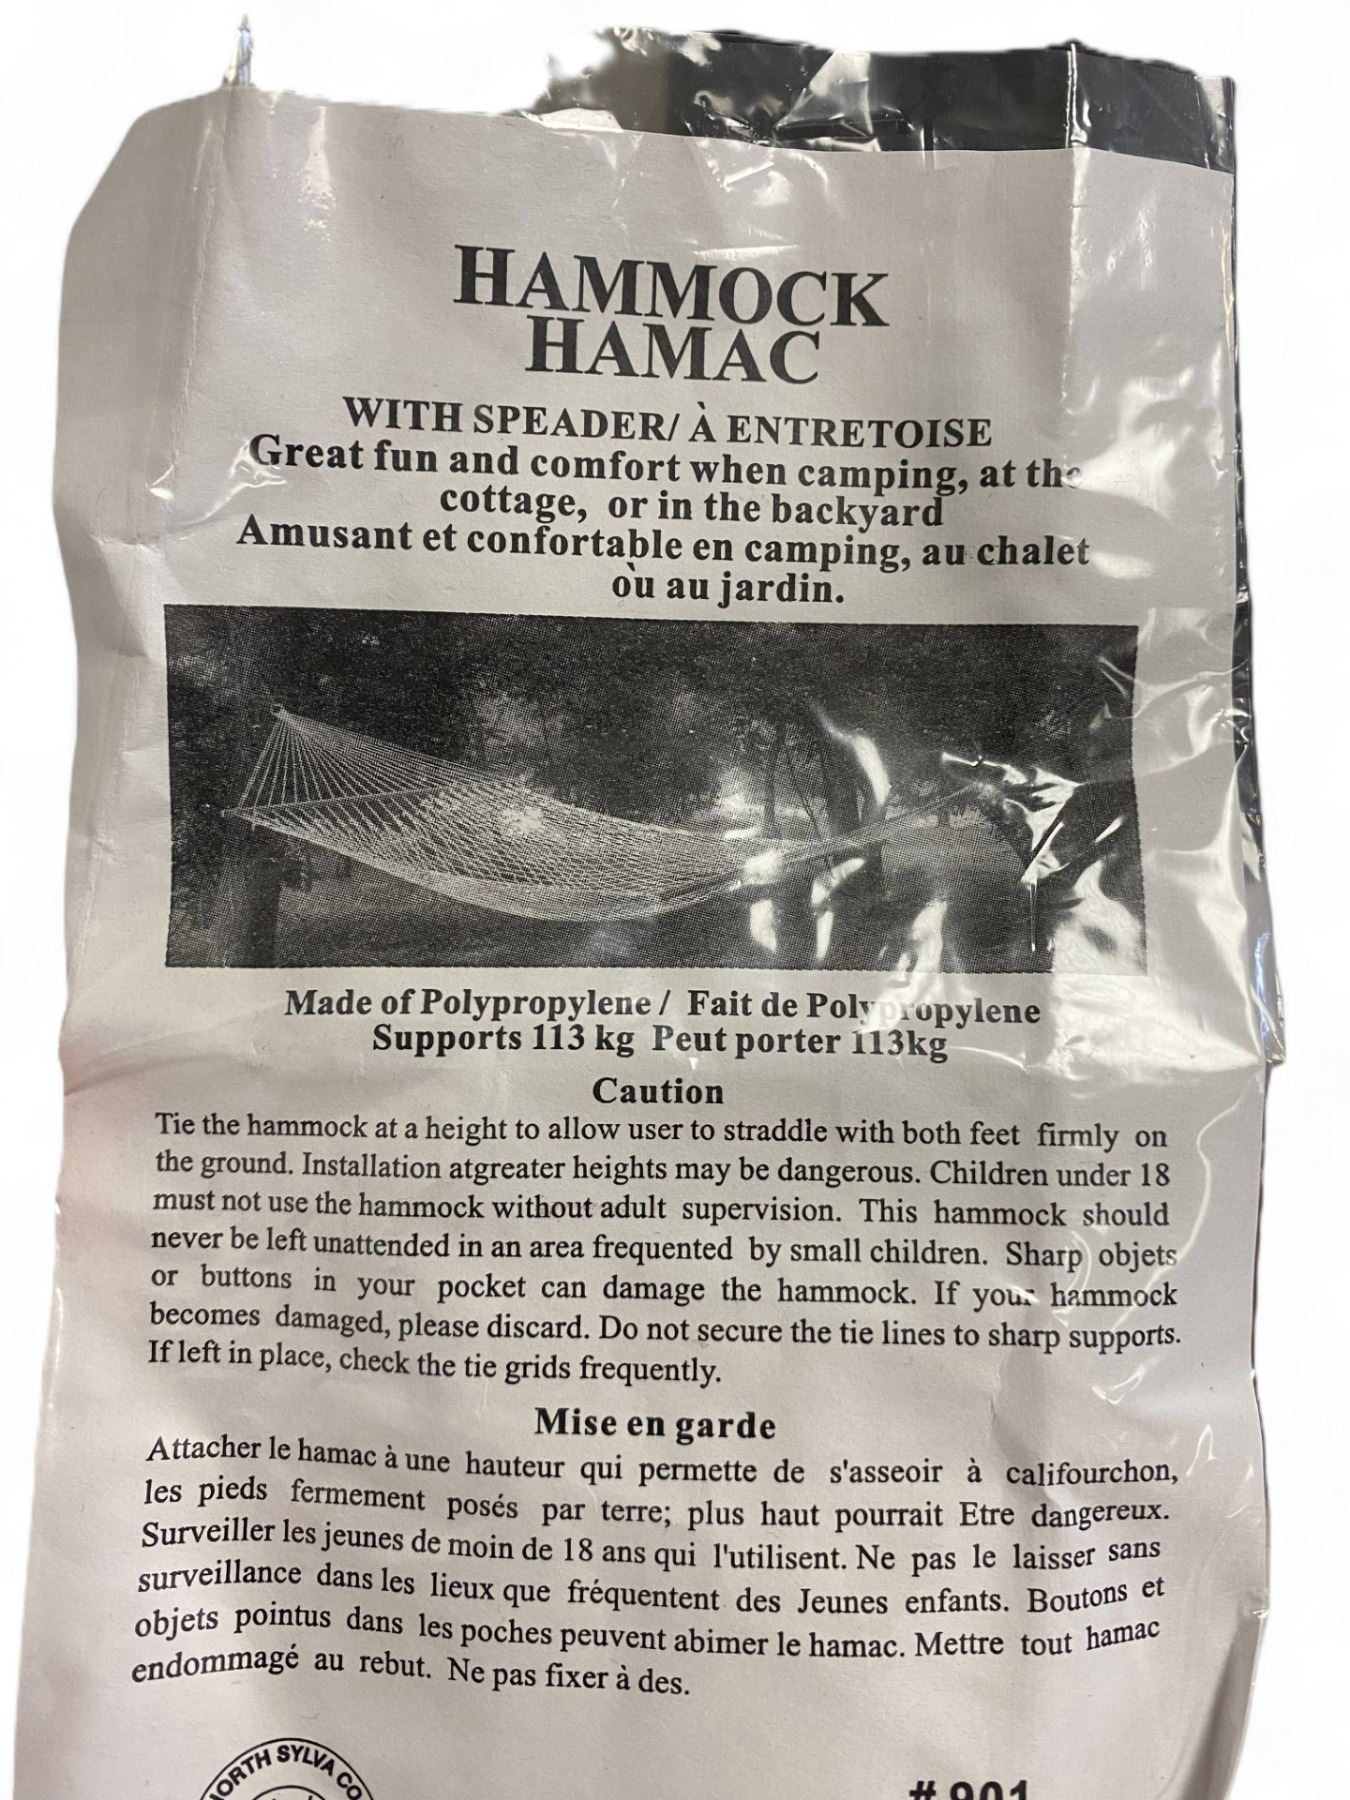 HAMMOCK
HAMAC
WITH SPEADER/ À ENTRETOISE
Great fun and comfort when camping, at the
cottage, or in the backyard
Amusant et confortable en camping, au chalet
où au jardin.
Made of Polypropylene / Fait de Polypropylene
Supports 113 kg Peut porter 113kg
Caution
Tie the hammock at a height to allow user to straddle with both feet firmly on
the ground. Installation atgreater heights may be dangerous. Children under 18
must not use the hammock without adult supervision. This hammock should
never be left unattended in an area frequented by small children. Sharp objets
or buttons in your pocket can damage the hammock. If your hammock
becomes damaged, please discard. Do not secure the tie lines to sharp supports.
If left in place, check the tie grids frequently.
Mise en garde
Attacher le hamac à une hauteur qui permette de s'asseoir à califourchon,
les pieds fermement posés par terre; plus haut pourrait Etre dangereux.
Surveiller les jeunes de moin de 18 ans qui l'utilisent. Ne pas le laisser sans
surveillance dans les lieux que fréquentent des Jeunes enfants. Boutons et
objets pointus dans les poches peuvent abimer le hamac. Mettre tout hamac
endommagé au rebut. Ne pas fixer à des.
NORTH SYLVA CO
# 901